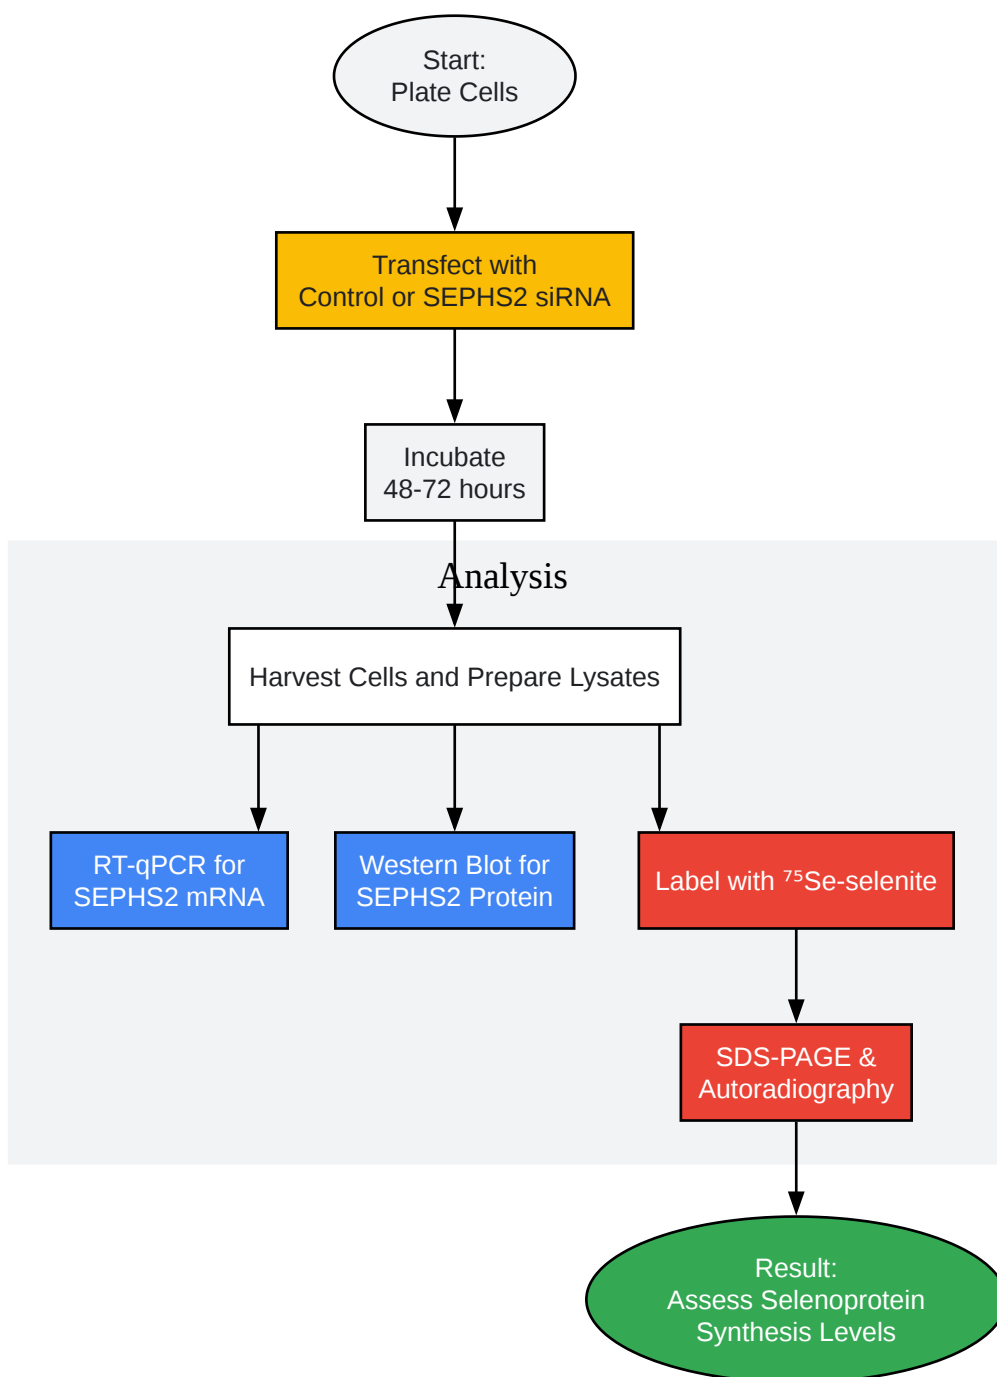 Start:
Plate Cells
Transfect with
Control or SEPHS2 siRNA
Incubate
48-72 hours
Analysis
Harvest Cells and Prepare Lysates
RT-qPCR for
SEPHS2 mRNA
Western Blot for
SEPHS2 Protein
Label with ⁷⁵Se-selenite
SDS-PAGE &
Autoradiography
Result:
Assess Selenoprotein
Synthesis Levels